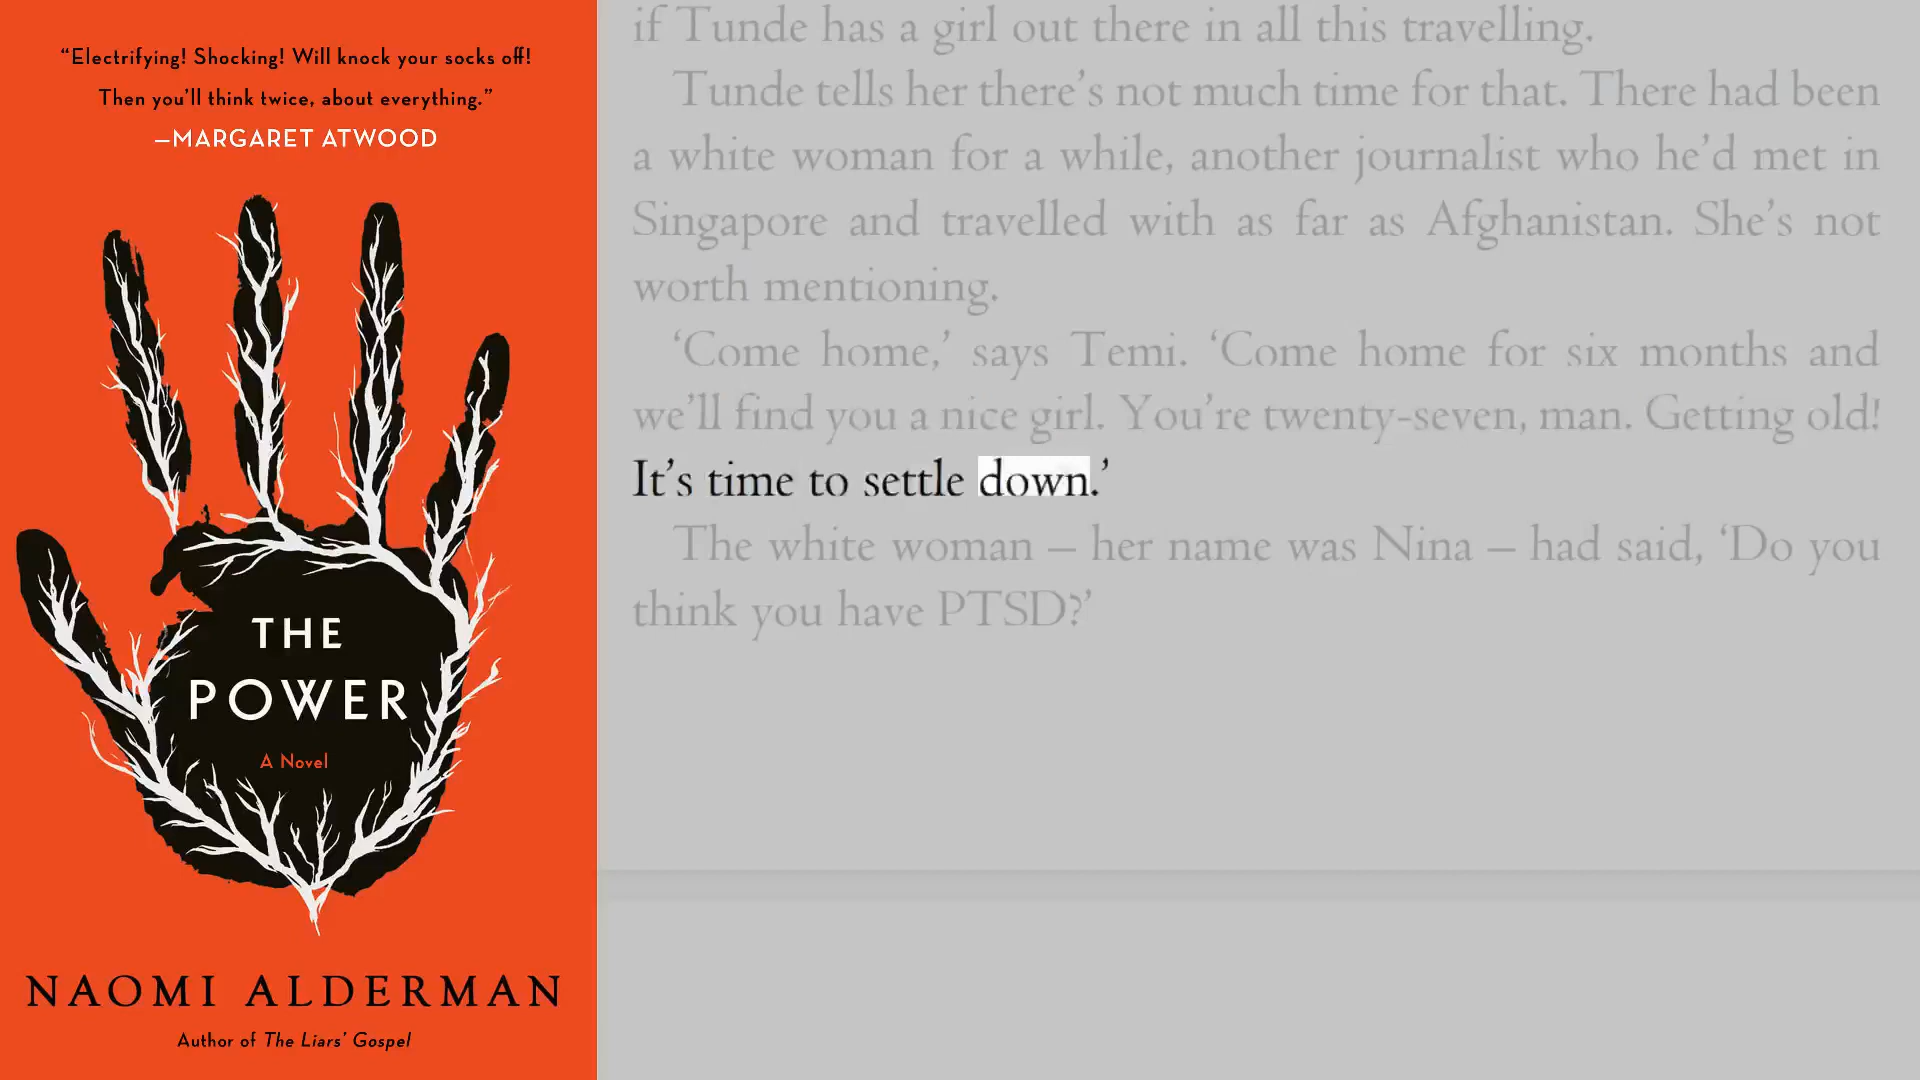 “Electrifying! Shocking! Will knock your socks off!
Then you’ll think twice, about everything.”
—MARGARET ATWOOD
THE
POWER
A Novel
NAOMI ALDERMAN
Author of The Liars’ Gospel
if Tunde has a girl out there in all this travelling.
Tunde tells her there’s not much time for that. There had been
a white woman for a while, another journalist who he’d met in
Singapore and travelled with as far as Afghanistan. She’s not
worth mentioning.
‘Come home,’ says Temi. ‘Come home for six months and
we’ll find you a nice girl. You’re twenty-seven, man. Getting old!
It’s time to settle down.’
The white woman – her name was Nina – had said, ‘Do you
think you have PTSD?’